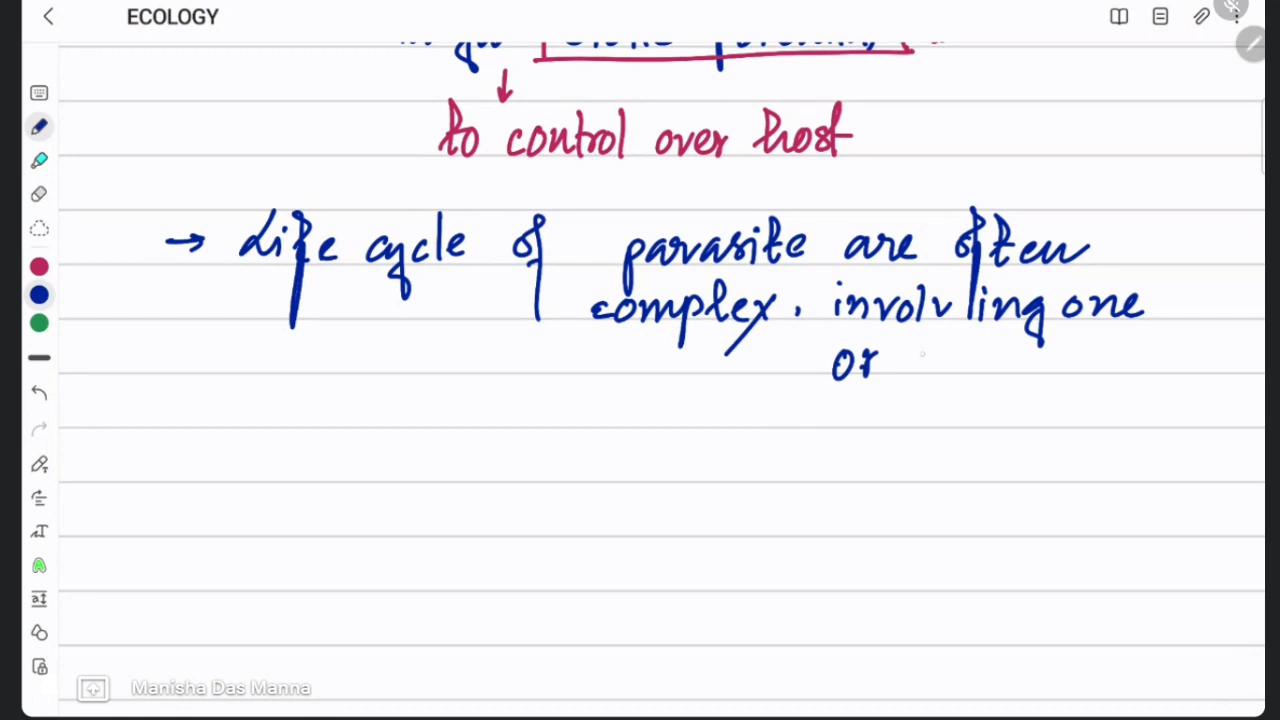 ECOLOGY
to control over host
→ Life cycle of parasite are often
complex. involving one
or
Manisha Das Manna